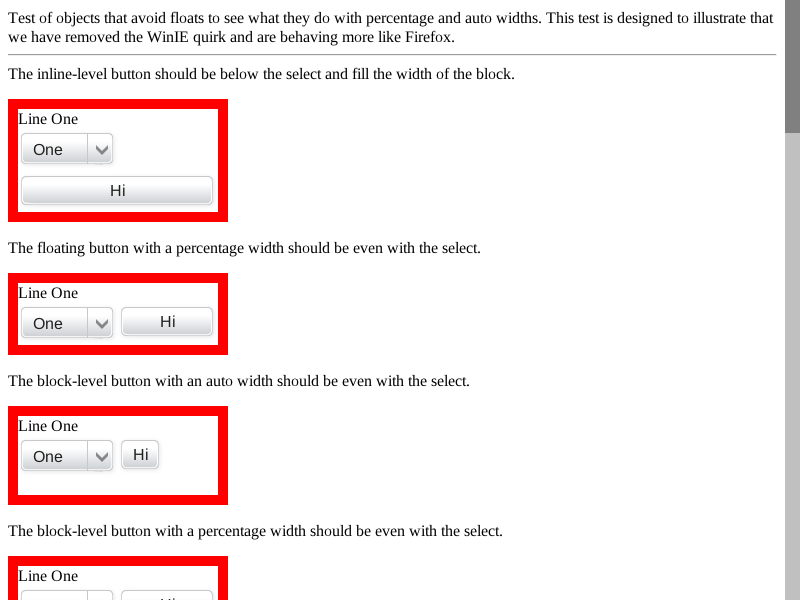 Test of objects that avoid floats to see what they do with percentage and auto widths. This test is designed to illustrate that
we have removed the WinIE quirk and are behaving more like Firefox.
The inline-level button should be below the select and fill the width of the block.
Line One
One
Hi
The floating button with a percentage width should be even with the select.
Line One
One Hi
The block-level button with an auto width should be even with the select.
Line One
One Hi
The block-level button with a percentage width should be even with the select.
Line One